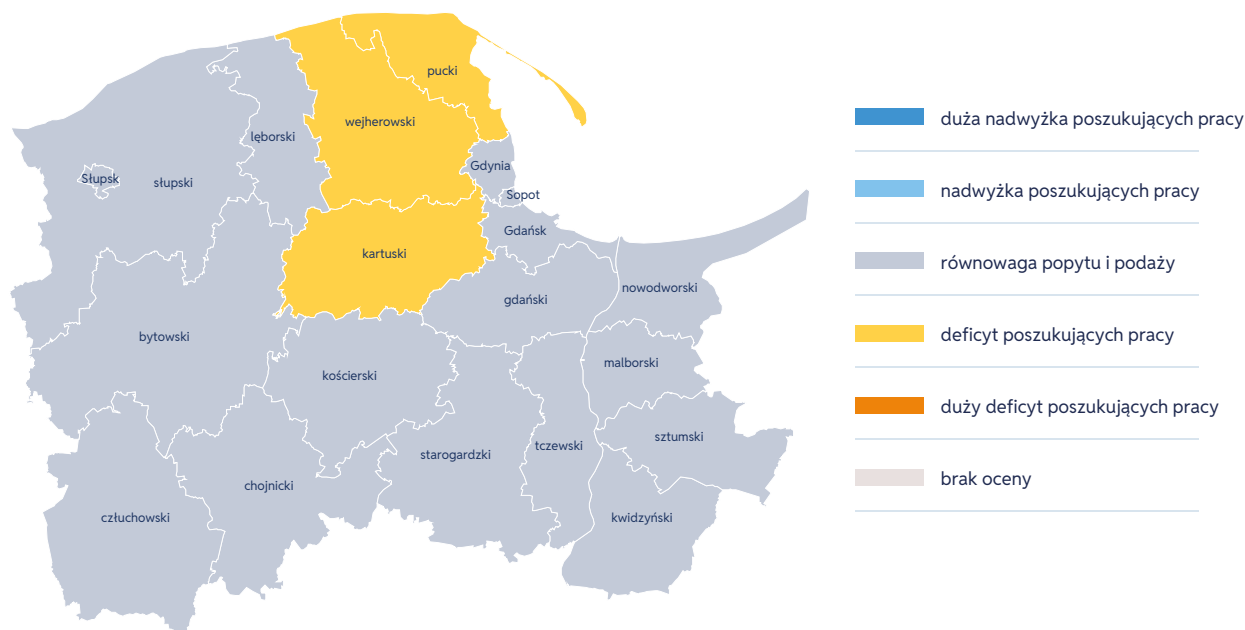 pucki
wejherowski
lęborski
Gdynia
Słupsk
słupski
Sopot
Gdańsk
kartuski
nowodworski
gdański
bytowski
malborski
kościerski
sztumski
tczewski
starogardzki
chojnicki
człuchowski
kwidzyński
duża nadwyżka poszukujących pracy
nadwyżka poszukujących pracy
równowaga popytu i podaży
deficyt poszukujących pracy
duży deficyt poszukujących pracy
brak oceny